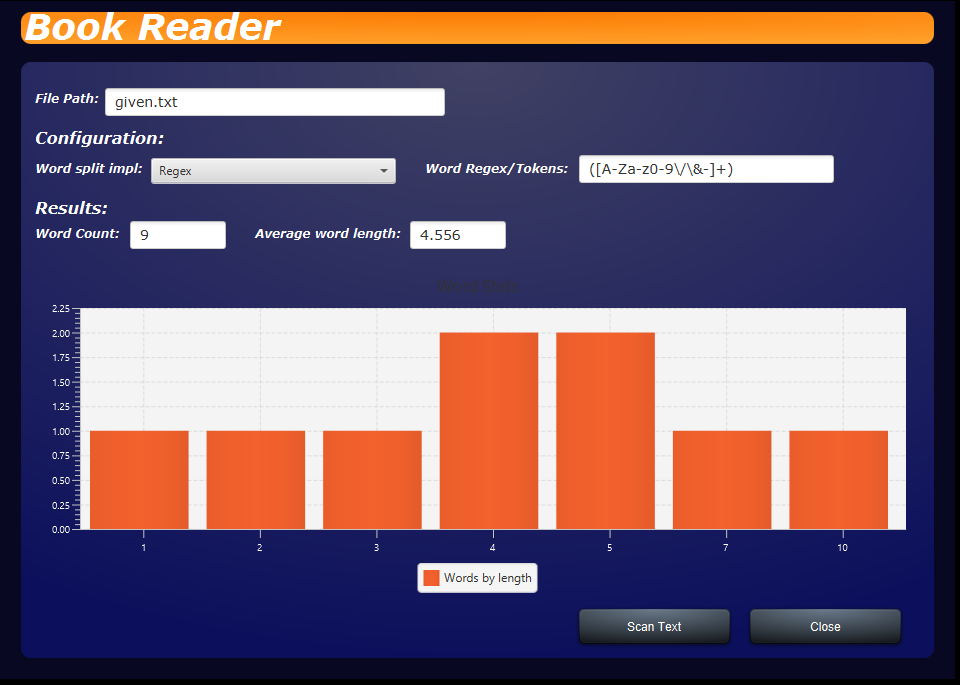 Book Reader
File Path: given.txt
Configuration:
Word split impl: Regex Word Regex/Tokens: ([A-Za-z0-9\/\&-]+)
Results:
Word Count: 9 Average word length: 4.556
Word Stats
2.25
2.00
1.75
1.50
1.25
1.00
0.75
0.50
0.25
0.00
1 2 3 4 5 7 10
Words by length
Scan Text Close